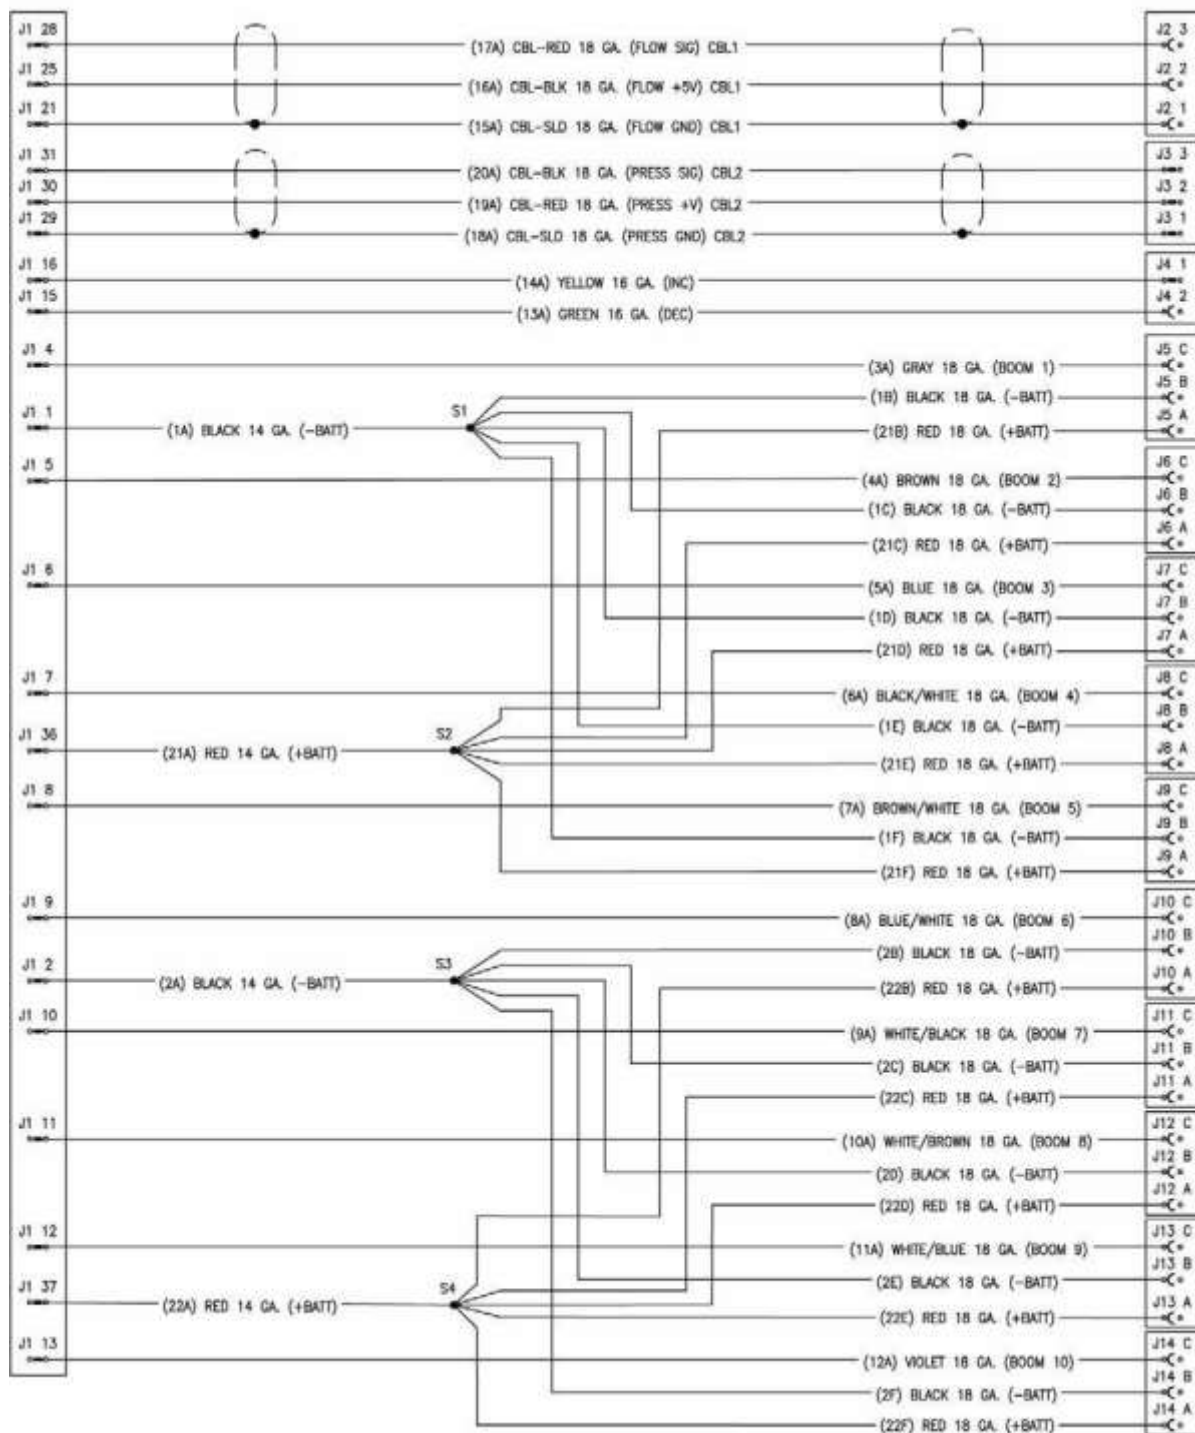 J1 28 (17A) CBL-RED 18 GA. (FLOW SIG) CBL1 J2 3
J1 25 (16A) CBL-BLK 18 GA. (FLOW +5V) CBL1 J2 2
J1 21 (15A) CBL-SLD 18 GA. (FLOW GND) CBL1 J2 1
J1 31 (20A) CBL-BLK 18 GA. (PRESS SIG) CBL2 J3 3
J1 30 (19A) CBL-RED 18 GA. (PRESS +V) CBL2 J3 2
J1 29 (18A) CBL-SLD 18 GA. (PRESS GND) CBL2 J3 1
J1 16 (14A) YELLOW 16 GA. (INC) J4 1
J1 15 (13A) GREEN 16 GA. (DEC) J4 2
J1 4 (3A) GRAY 18 GA. (BOOM 1) J5 C
(1B) BLACK 18 GA. (-BATT) J5 B
J1 1 (1A) BLACK 14 GA. (-BATT) S1 (21B) RED 18 GA. (+BATT) J5 A
J1 5 (4A) BROWN 18 GA. (BOOM 2) J6 C
(1C) BLACK 18 GA. (-BATT) J6 B
(21C) RED 18 GA. (+BATT) J6 A
J1 6 (5A) BLUE 18 GA. (BOOM 3) J7 C
(1D) BLACK 18 GA. (-BATT) J7 B
(21D) RED 18 GA. (+BATT) J7 A
J1 7 (6A) BLACK/WHITE 18 GA. (BOOM 4) J8 C
(1E) BLACK 18 GA. (-BATT) J8 B
J1 36 (21A) RED 14 GA. (+BATT) S2 (21E) RED 18 GA. (+BATT) J8 A
J1 8 (7A) BROWN/WHITE 18 GA. (BOOM 5) J9 C
(1F) BLACK 18 GA. (-BATT) J9 B
(21F) RED 18 GA. (+BATT) J9 A
J1 9 (8A) BLUE/WHITE 18 GA. (BOOM 6) J10 C
(2B) BLACK 18 GA. (-BATT) J10 B
J1 2 (2A) BLACK 14 GA. (-BATT) S3 (22B) RED 18 GA. (+BATT) J10 A
J1 10 (9A) WHITE/BLACK 18 GA. (BOOM 7) J11 C
(2C) BLACK 18 GA. (-BATT) J11 B
(22C) RED 18 GA. (+BATT) J11 A
J1 11 (10A) WHITE/BROWN 18 GA. (BOOM 8) J12 C
(2D) BLACK 18 GA. (-BATT) J12 B
(22D) RED 18 GA. (+BATT) J12 A
J1 12 (11A) WHITE/BLUE 18 GA. (BOOM 9) J13 C
(2E) BLACK 18 GA. (-BATT) J13 B
J1 37 (22A) RED 14 GA. (+BATT) S4 (22E) RED 18 GA. (+BATT) J13 A
J1 13 (12A) VIOLET 18 GA. (BOOM 10) J14 C
(2F) BLACK 18 GA. (-BATT) J14 B
(22F) RED 18 GA. (+BATT) J14 A